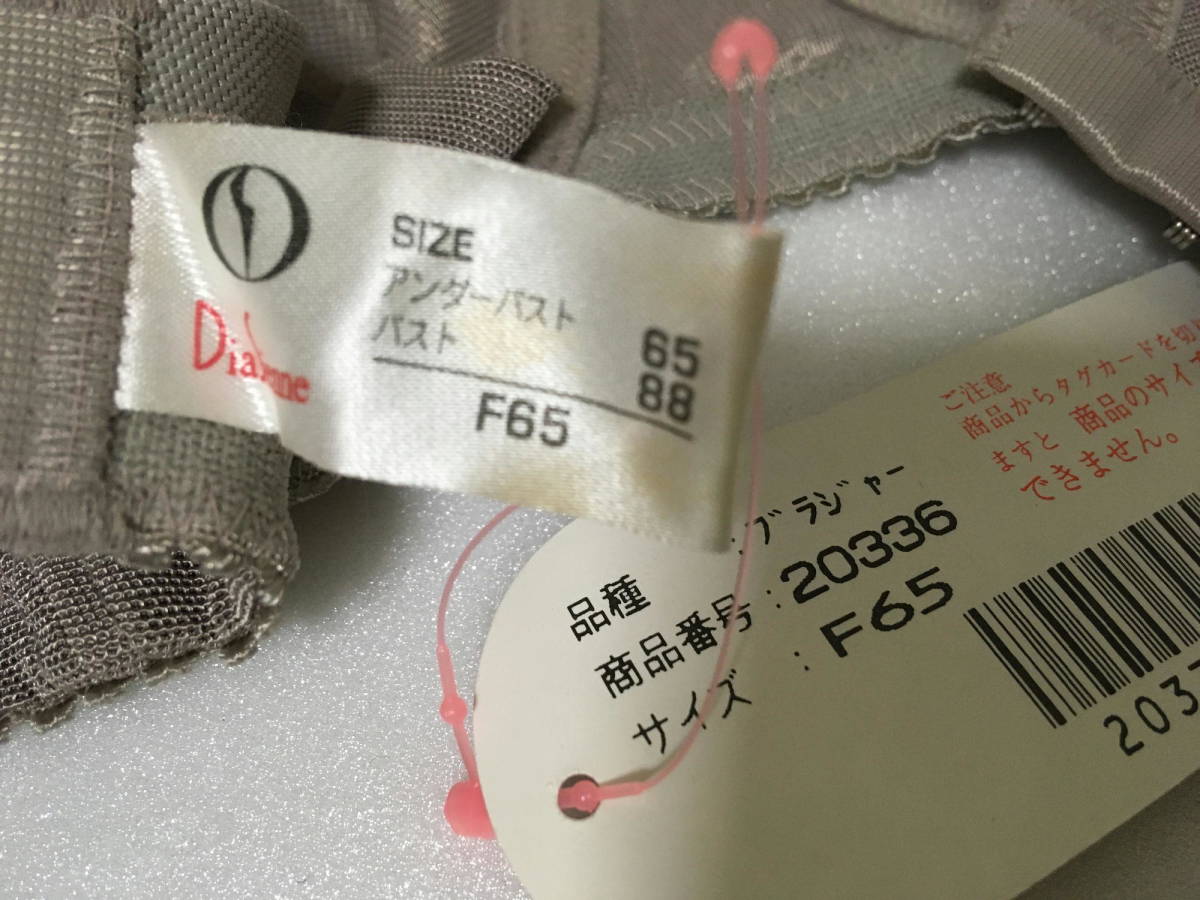 SIZE
アンダーバスト 65
バスト 88
F65
品種 :ブラジャー
商品番号 :20336
サイズ :F65
ご注意
商品からタグカードを切り
ますと 商品のサイ
できません。
203